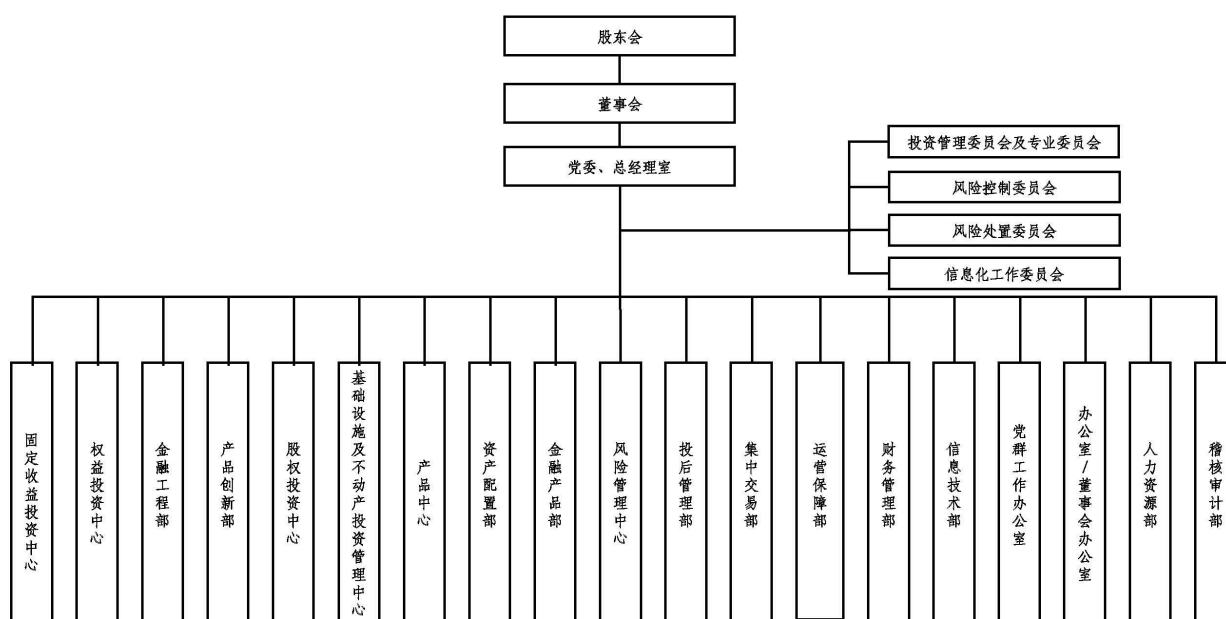 股东会
董事会
党委、总经理室
投资管理委员会及专业委员会
风险控制委员会
风险处置委员会
信息化工作委员会
固定收益投资中心
权益投资中心
金融工程部
产品创新部
股权投资中心
基础设施及不动产投资管理中心
产品中心
资产配置部
金融产品部
风险管理中心
投后管理部
集中交易部
运营保障部
财务管理部
信息技术部
党群工作办公室
办公室/董事会办公室
人力资源部
稽核审计部